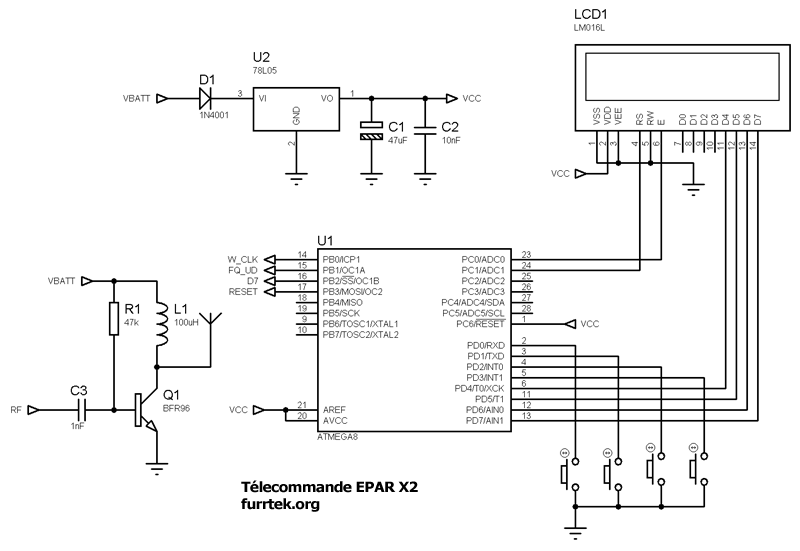 LCD1
LM016L
VSS
VDD
VEE
RS
RW
E
D0
D1
D2
D3
D4
D5
D6
D7
1
2
3
4
5
6
7
8
9
10
11
12
13
14
VCC
U2
78L05
D1
1N4001
VBATT
3
VI
VO
1
GND
2
VCC
C1
47uF
C2
10nF
U1
W_CLK
14
PB0/ICP1
PC0/ADC0
23
FQ_UD
15
PB1/OC1A
PC1/ADC1
24
D7
16
PB2/SS/OC1B
PC2/ADC2
25
RESET
17
PB3/MOSI/OC2
PC3/ADC3
26
18
PB4/MISO
PC4/ADC4/SDA
27
19
PB5/SCK
PC5/ADC5/SCL
28
9
PB6/TOSC1/XTAL1
PC6/RESET
1
VCC
10
PB7/TOSC2/XTAL2
PD0/RXD
2
PD1/TXD
3
PD2/INT0
4
PD3/INT1
5
PD4/T0/XCK
6
PD5/T1
11
VCC
21
AREF
PD6/AIN0
12
20
AVCC
PD7/AIN1
13
ATMEGA8
VBATT
R1
47k
L1
100uH
C3
1nF
RF
Q1
BFR96
Télecommande EPAR X2
furrtek.org